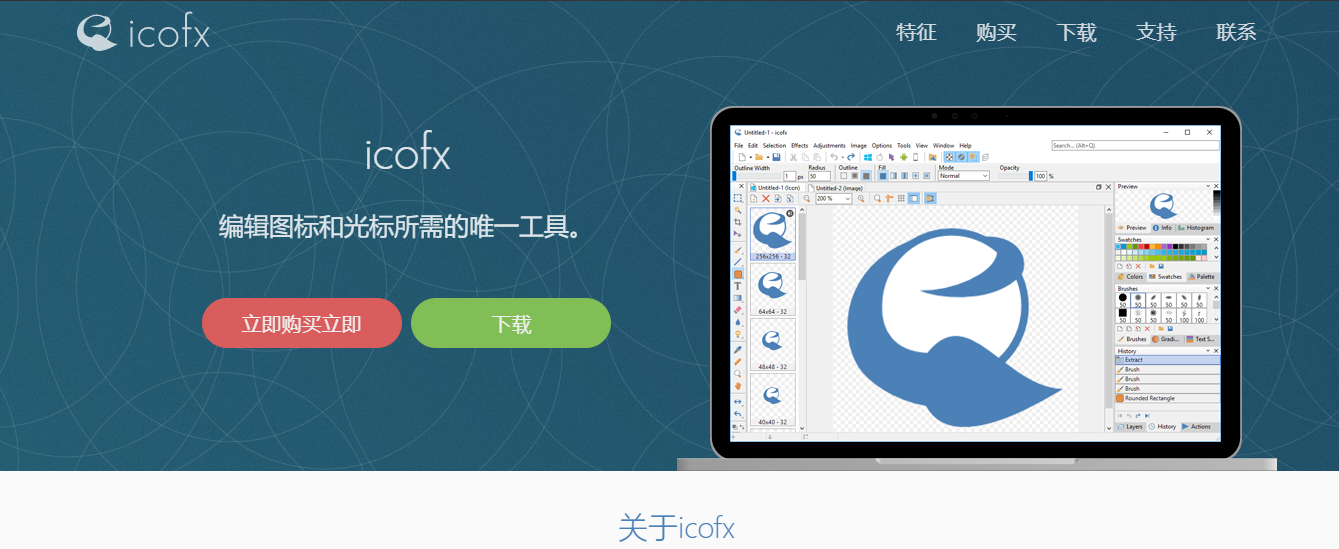 icofx
特征 购买 下载 支持 联系
icofx
编辑图标和光标所需的唯一工具。
立即购买立即 下载
Untitled-1 - icofx
File Edit Selection Effects Adjustments Image Options Tools View Window Help
Search... (Alt+Q)
Outline Width Radius Outline Fill Mode Opacity
1 px 50 Normal 100 %
Untitled-1 (Icon) Untitled-2 (Image)
200 %
256x256 - 32
64x64 - 32
48x48 - 32
40x40 - 32
Preview
Preview Info Histogram
Swatches
Colors Swatches Palette
Brushes
50 50 50 50 50 50
50 50 50 50 100 100
Brushes Gradi... Text S...
History
Extract
Brush
Brush
Brush
Rounded Rectangle
Layers History Actions
关于icofx